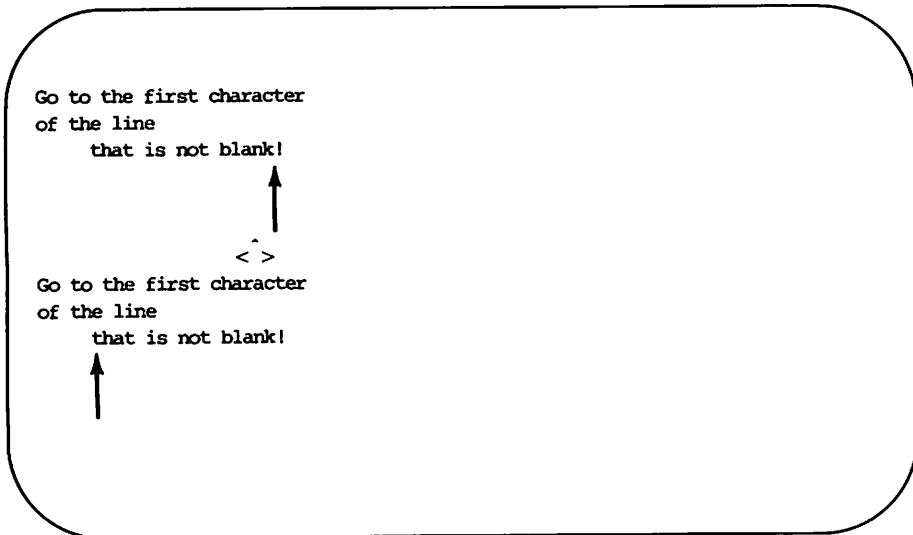 Go to the first character
of the line
that is not blank!
<^>
Go to the first character
of the line
that is not blank!